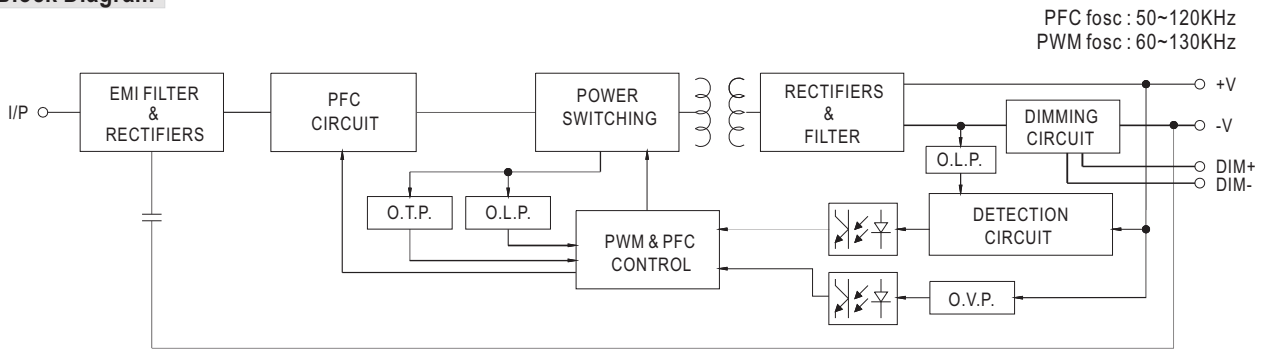 Block Diagram
PFC fosc : 50~120KHz
PWM fosc : 60~130KHz
I/P
EMI FILTER
&
RECTIFIERS
PFC
CIRCUIT
POWER
SWITCHING
RECTIFIERS
&
FILTER
DIMMING
CIRCUIT
+V
-V
DIM+
DIM-
O.L.P.
O.T.P.
O.L.P.
PWM & PFC
CONTROL
DETECTION
CIRCUIT
O.V.P.